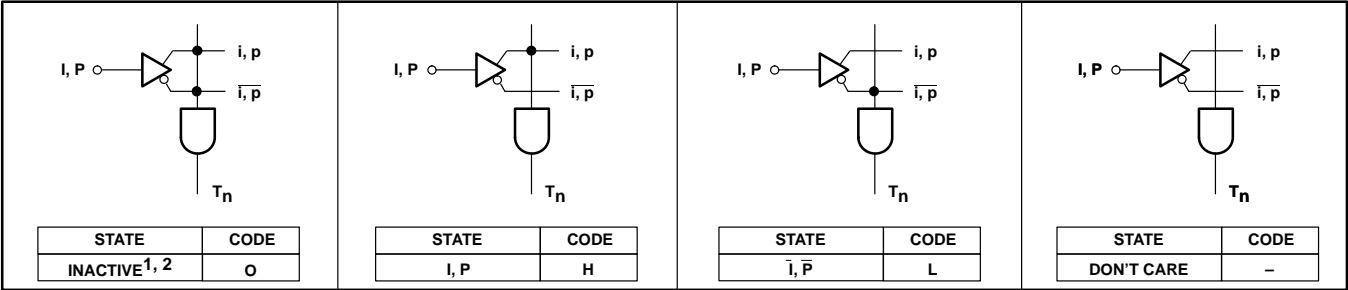 I, P
i, p
i, p
Tn
STATE CODE
INACTIVE1, 2 O
I, P
i, p
i, p
Tn
STATE CODE
I, P H
I, P
i, p
i, p
Tn
STATE CODE
I, P L
I, P
i, p
i, p
Tn
STATE CODE
DON'T CARE –